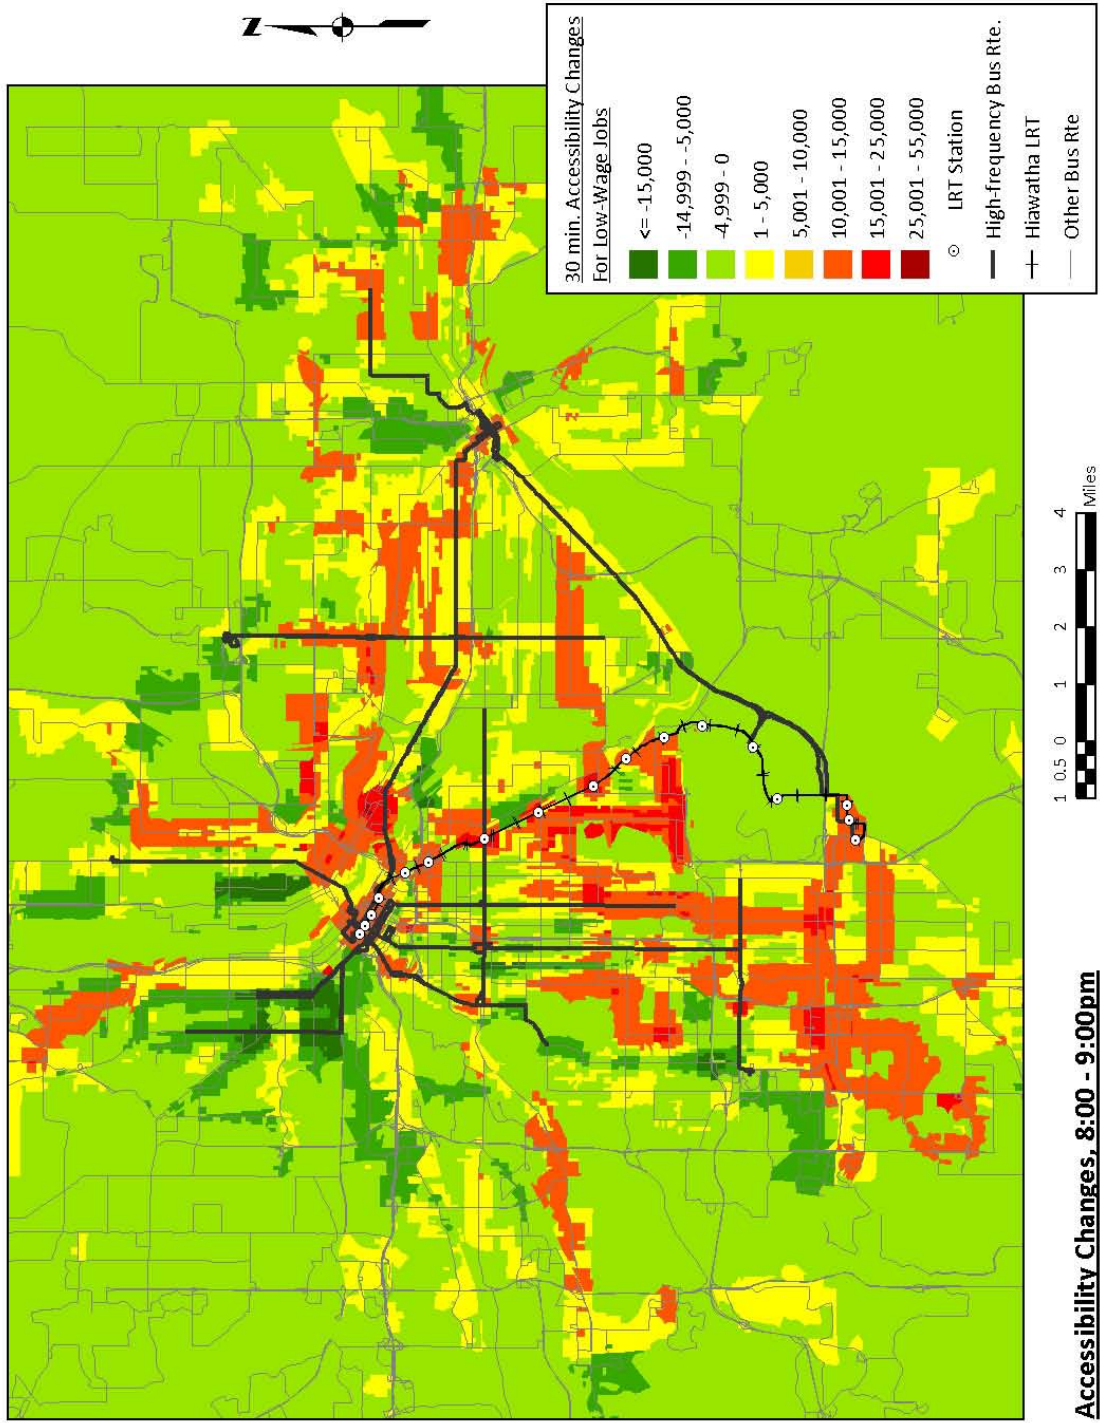 N
30 min. Accessibility Changes
For Low-Wage Jobs
<= -15,000
-14,999 - -5,000
-4,999 - 0
1 - 5,000
5,001 - 10,000
10,001 - 15,000
15,001 - 25,000
25,001 - 55,000
LRT Station
High-frequency Bus Rte.
Hiawatha LRT
Other Bus Rte
1 0.5 0 1 2 3 4
Miles
Accessibility Changes, 8:00 - 9:00pm